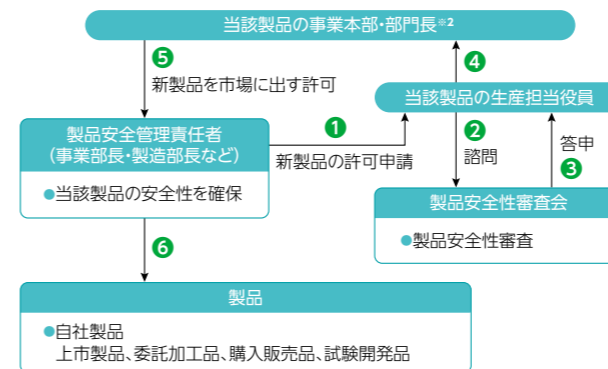 当該製品の事業本部・部門長※2
❺
新製品を市場に出す許可
❹
当該製品の生産担当役員
製品安全管理責任者
(事業部長・製造部長など)
●当該製品の安全性を確保
❶
新製品の許可申請
❷
諮問
答申
❸
製品安全性審査会
●製品安全性審査
❻
製品
●自社製品
上市製品、委託加工品、購入販売品、試験開発品